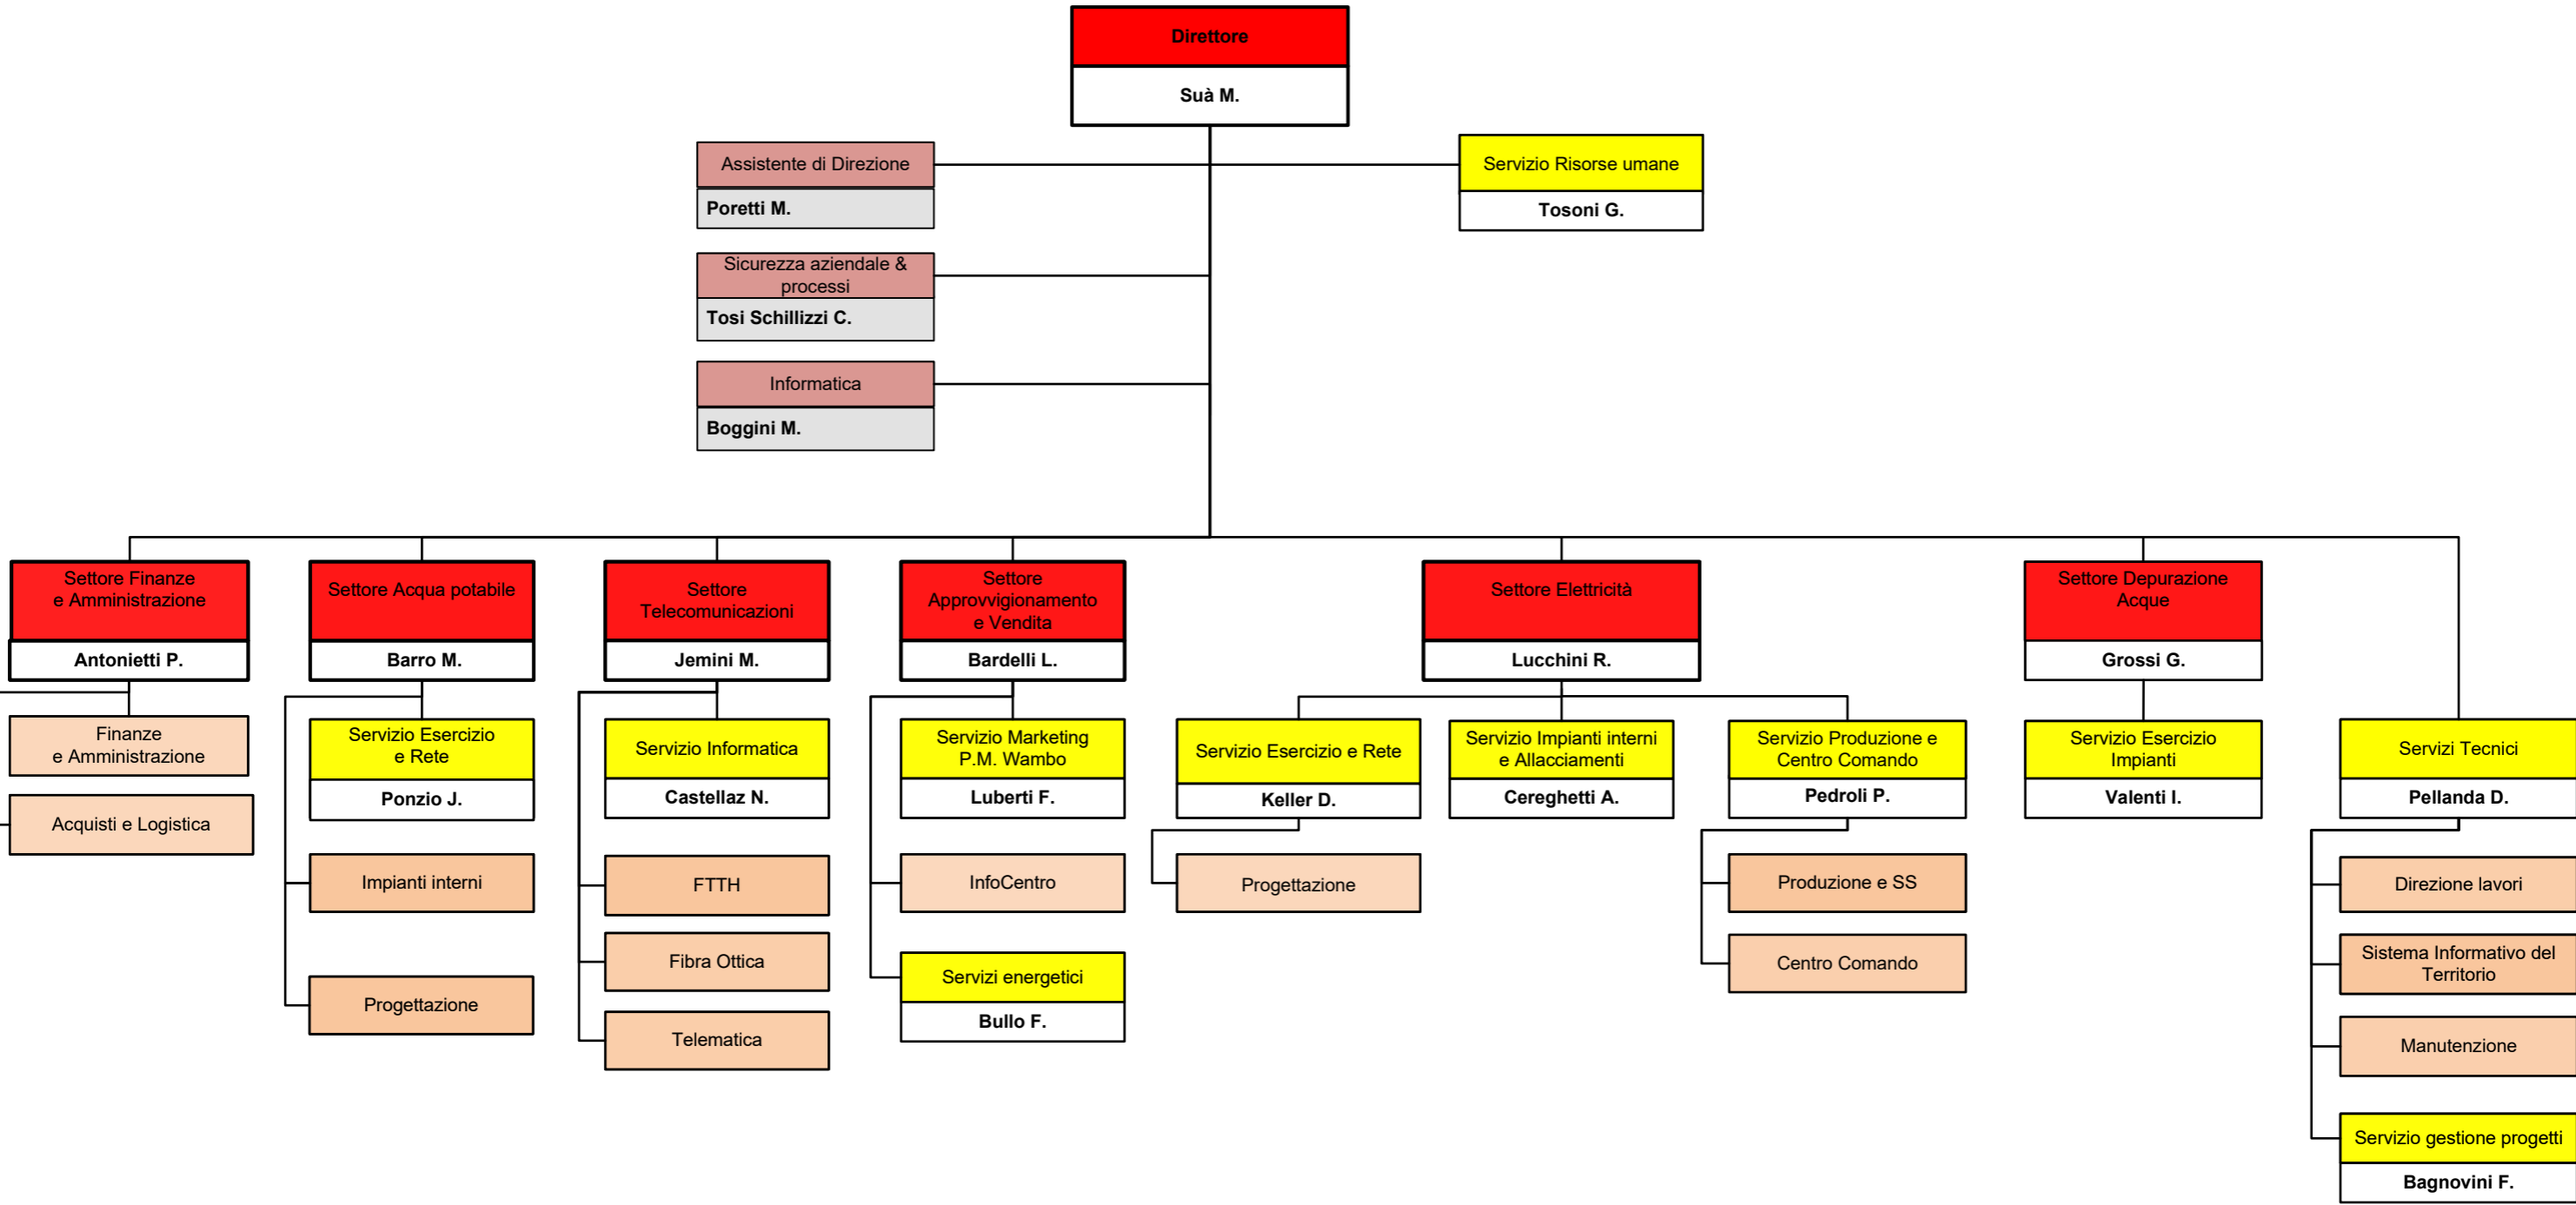 Direttore
Suà M.
Assistente di Direzione
Poretti M.
Servizio Risorse umane
Tosoni G.
Sicurezza aziendale &
processi
Tosi Schillizzi C.
Informatica
Boggini M.
Settore Finanze
e Amministrazione
Antonietti P.
Finanze
e Amministrazione
Acquisti e Logistica
Settore Acqua potabile
Barro M.
Servizio Esercizio
e Rete
Ponzio J.
Impianti interni
Progettazione
Settore
Telecomunicazioni
Jemini M.
Servizio Informatica
Castellaz N.
FTTH
Fibra Ottica
Telematica
Settore
Approvvigionamento
e Vendita
Bardelli L.
Servizio Marketing
P.M. Wambo
Luberti F.
InfoCentro
Servizi energetici
Bullo F.
Settore Elettricità
Lucchini R.
Servizio Esercizio e Rete
Keller D.
Progettazione
Servizio Impianti interni
e Allacciamenti
Cereghetti A.
Servizio Produzione e
Centro Comando
Pedroli P.
Produzione e SS
Centro Comando
Settore Depurazione
Acque
Grossi G.
Servizio Esercizio
Impianti
Valenti I.
Servizi Tecnici
Pellanda D.
Direzione lavori
Sistema Informativo del
Territorio
Manutenzione
Servizio gestione progetti
Bagnovini F.